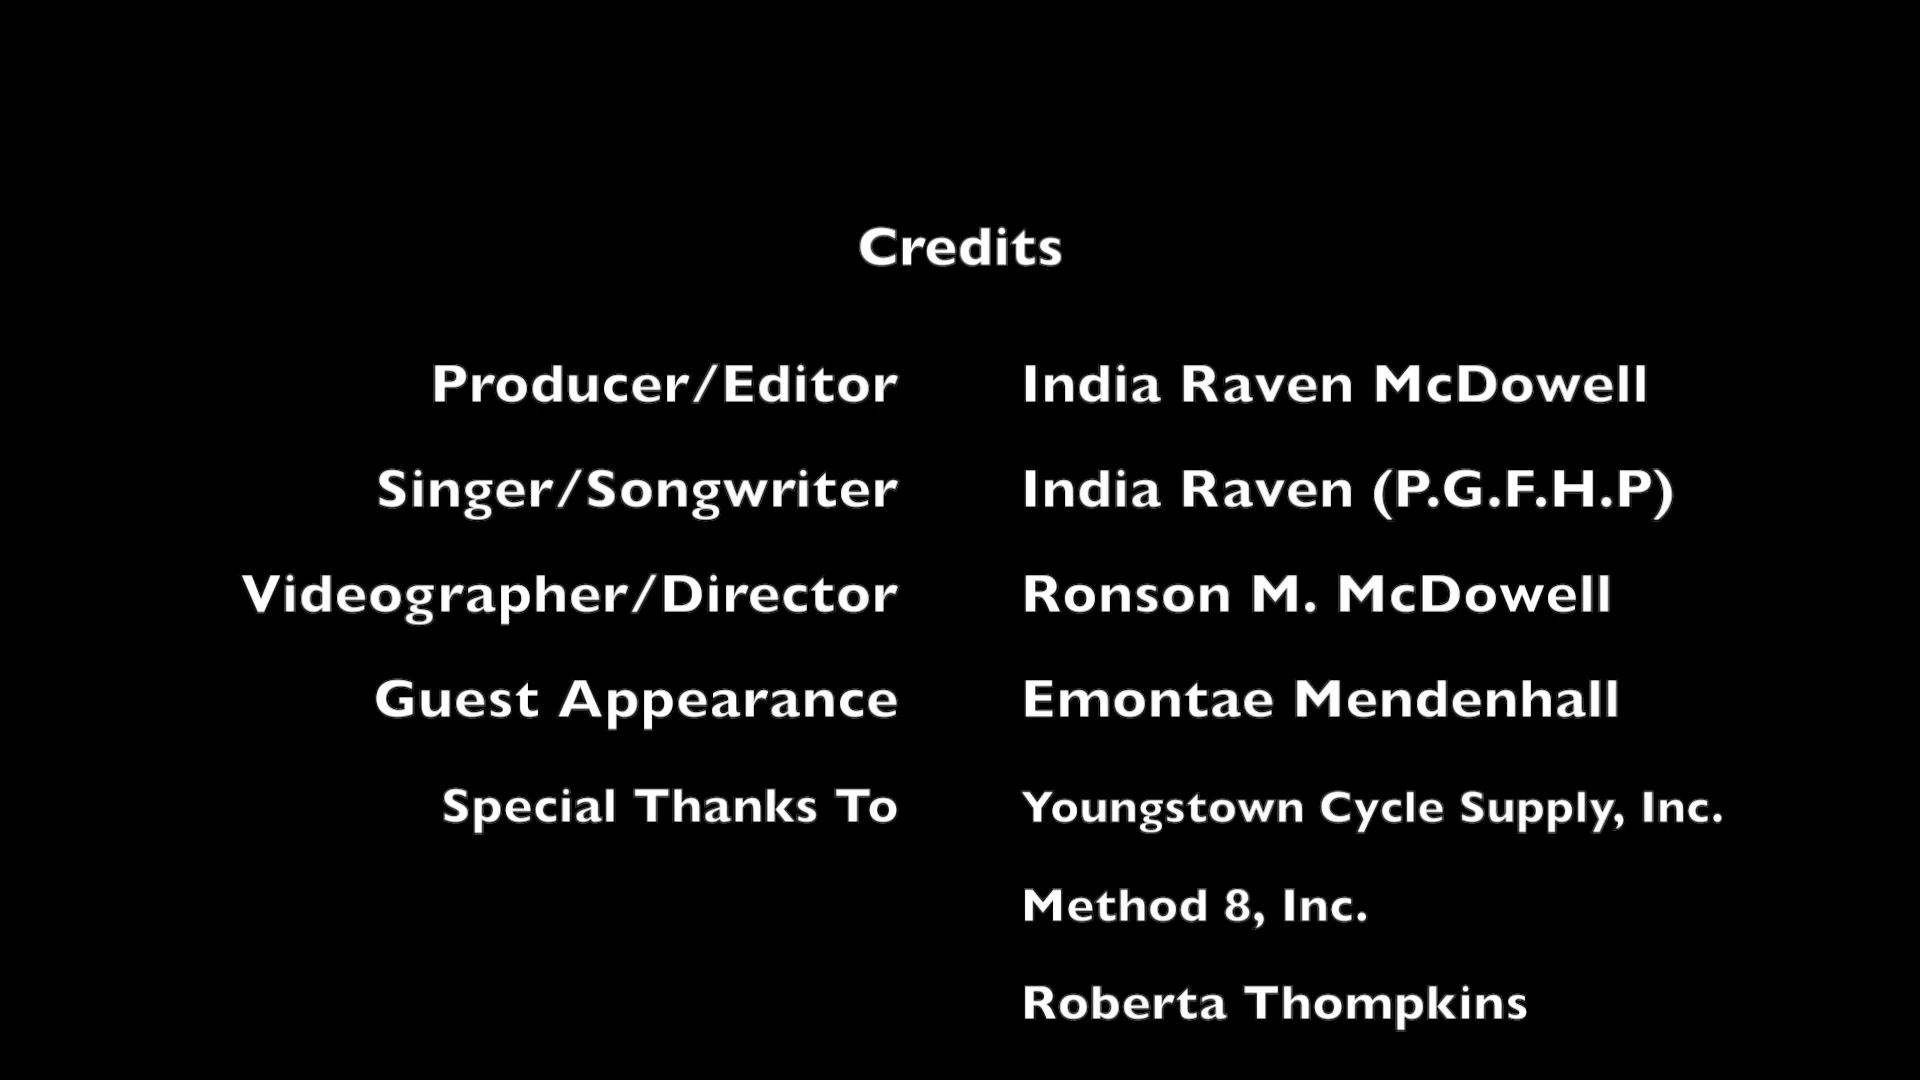 Credits
Producer/Editor India Raven McDowell
Singer/Songwriter India Raven (P.G.F.H.P)
Videographer/Director Ronson M. McDowell
Guest Appearance Emontae Mendenhall
Special Thanks To Youngstown Cycle Supply, Inc.
Method 8, Inc.
Roberta Thompkins